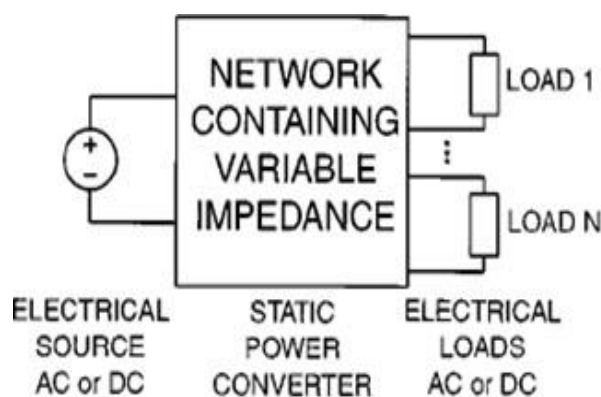 NETWORK
CONTAINING
VARIABLE
IMPEDANCE
+
−
LOAD 1
LOAD N
ELECTRICAL
SOURCE
AC or DC
STATIC
POWER
CONVERTER
ELECTRICAL
LOADS
AC or DC